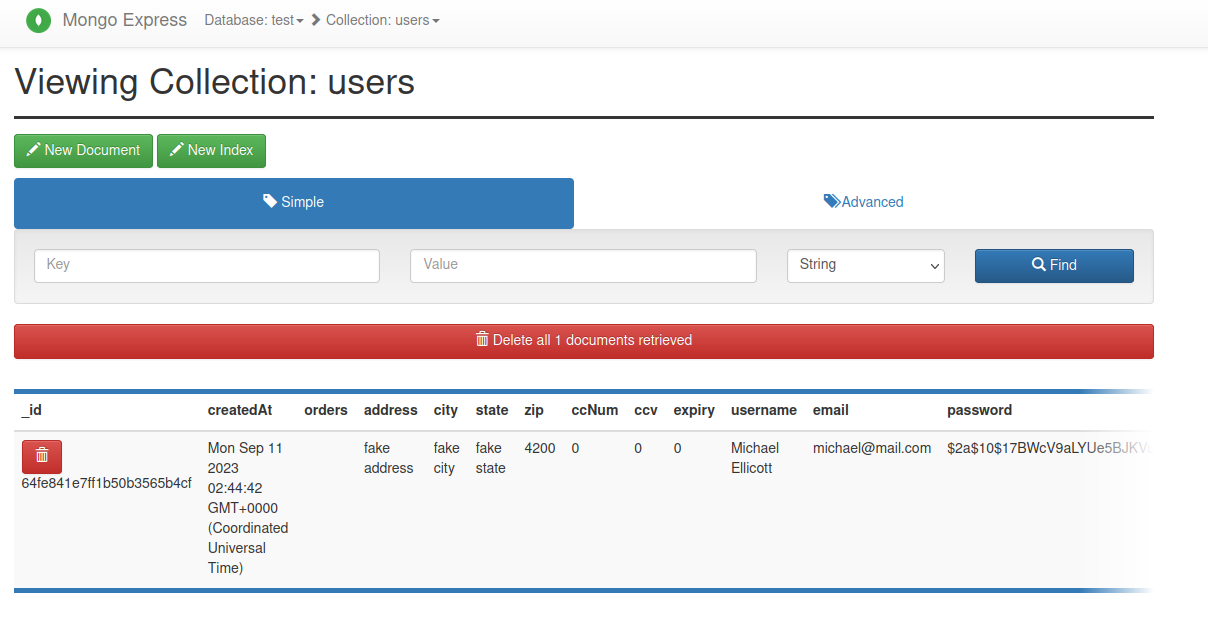 Mongo Express Database: test Collection: users
Viewing Collection: users
New Document New Index
Simple Advanced
Key Value String Find
Delete all 1 documents retrieved
_id createdAt orders address city state zip ccNum ccv expiry username email password
64fe841e7ff1b50b3565b4cf
Mon Sep 11
2023
02:44:42
GMT+0000
(Coordinated
Universal
Time)
fake
address
fake
city
fake
state
4200
0
0
0
Michael
Ellicott
michael@mail.com
$2a$10$17BWcV9aLYUe5BJKV